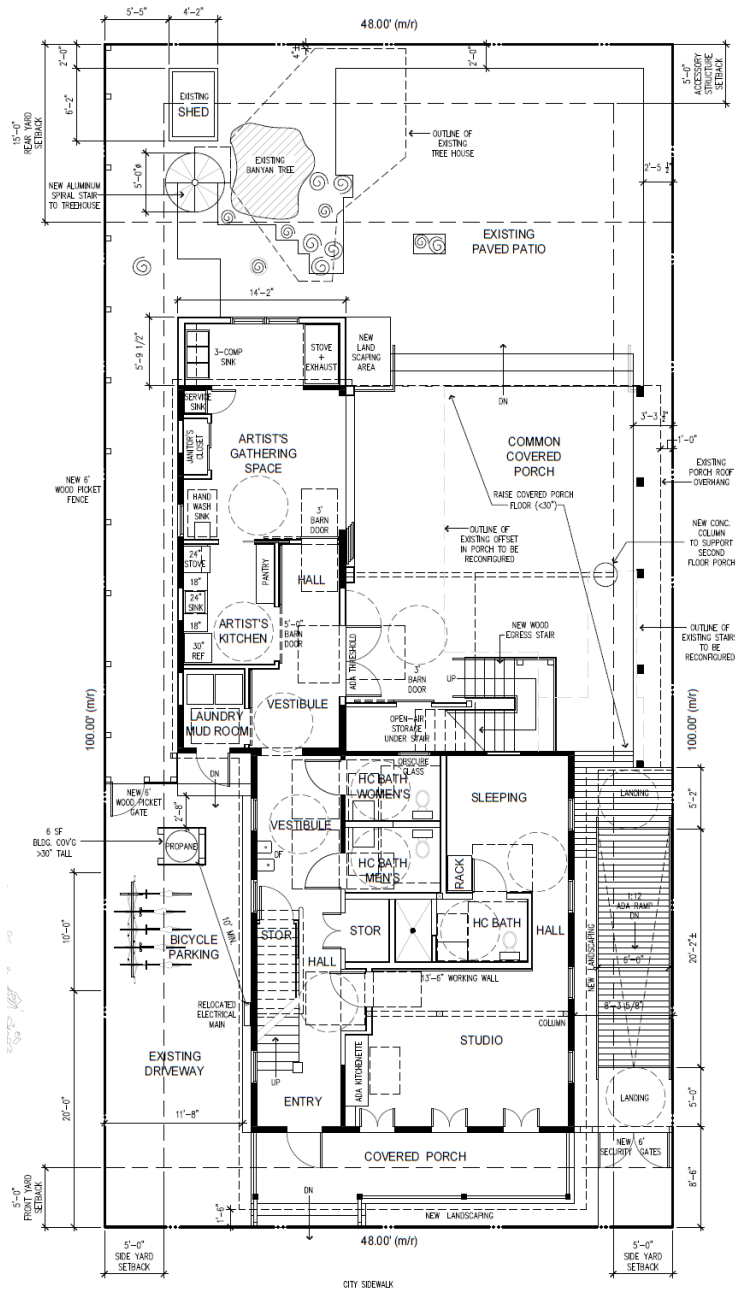 5'-5"
4'-2"
48.00' (m/r)
2'-0"
4"±
2'-0"
5'-0"
ACCESSORY
STRUCTURE
SETBACK
6'-2"
15'-0"
REAR YARD
SETBACK
EXISTING
SHED
OUTLINE OF
EXISTING
TREE HOUSE
EXISTING
BANYAN TREE
5'-0"ø
NEW ALUMINUM
SPIRAL STAIR
TO TREEHOUSE
2'-5 1/2"
EXISTING
PAVED PATIO
14'-2"
5'-9 1/2"
3-COMP
SINK
STOVE
+
EXHAUST
NEW
LAND
SCAPING
AREA
DN
SERVICE
SINK
JANITOR'S
CLOSET
ARTIST'S
GATHERING
SPACE
COMMON
COVERED
PORCH
3'-3 1/2"
1'-0"
EXISTING
PORCH ROOF
OVERHANG
NEW 6'
WOOD PICKET
FENCE
RAISE COVERED PORCH
FLOOR (<30")
HAND
WASH
SINK
3'
BARN
DOOR
OUTLINE OF
EXISTING OFFSET
IN PORCH TO BE
RECONFIGURED
NEW CONC.
COLUMN
TO SUPPORT
SECOND
FLOOR PORCH
24"
STOVE
18"
24"
SINK
18"
30"
REF
PANTRY
HALL
ARTIST'S
KITCHEN
5'-0"
BARN
DOOR
NEW WOOD
EGRESS STAIR
OUTLINE OF
EXISTING STAIRS
TO BE
RECONFIGURED
ADA THRESHOLD
3'
BARN
DOOR
UP
100.00' (m/r)
100.00' (m/r)
LAUNDRY
MUD ROOM
VESTIBULE
OPEN-AIR
STORAGE
UNDER STAIR
DN
OBSCURE
GLASS
NEW 6'
WOOD PICKET
GATE
2'-8"
HC BATH
WOMEN'S
SLEEPING
LANDING
5'-2"
6 SF
BLDG. COV'G
>30" TALL
PROPANE
VESTIBULE
DF
HC BATH
MEN'S
RACK
10'-0"
10' MIN.
BICYCLE
PARKING
STOR
STOR
HALL
HC BATH
HALL
1:12
ADA RAMP
DN
20'-2"±
6'-0"
NEW LANDSCAPING
13'-6" WORKING WALL
8'-3 5/8"
RELOCATED
ELECTRICAL
MAIN
COLUMN
STUDIO
EXISTING
DRIVEWAY
ADA KITCHENETTE
UP
ENTRY
LANDING
5'-0"
20'-0"
11'-8"
NEW 6'
SECURITY GATES
COVERED PORCH
8'-6"
5'-0"
FRONT YARD
SETBACK
DN
1'-6"
NEW LANDSCAPING
5'-0"
SIDE YARD
SETBACK
48.00' (m/r)
5'-0"
SIDE YARD
SETBACK
CITY SIDEWALK